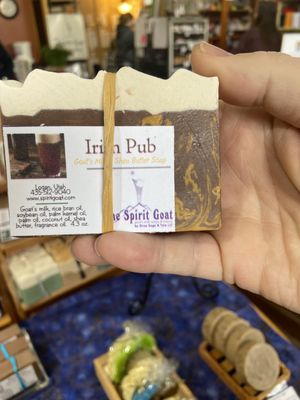 Irish Pub
Goat's Milk Shea Butter Soap
Logan, Utah
www.spiritgoat.com
The Spirit Goat
Goat's milk, rice bran oil,
soybean oil, palm kernel oil,
palm oil, coconut oil, shea
butter, fragrance oil. 4.3 oz.